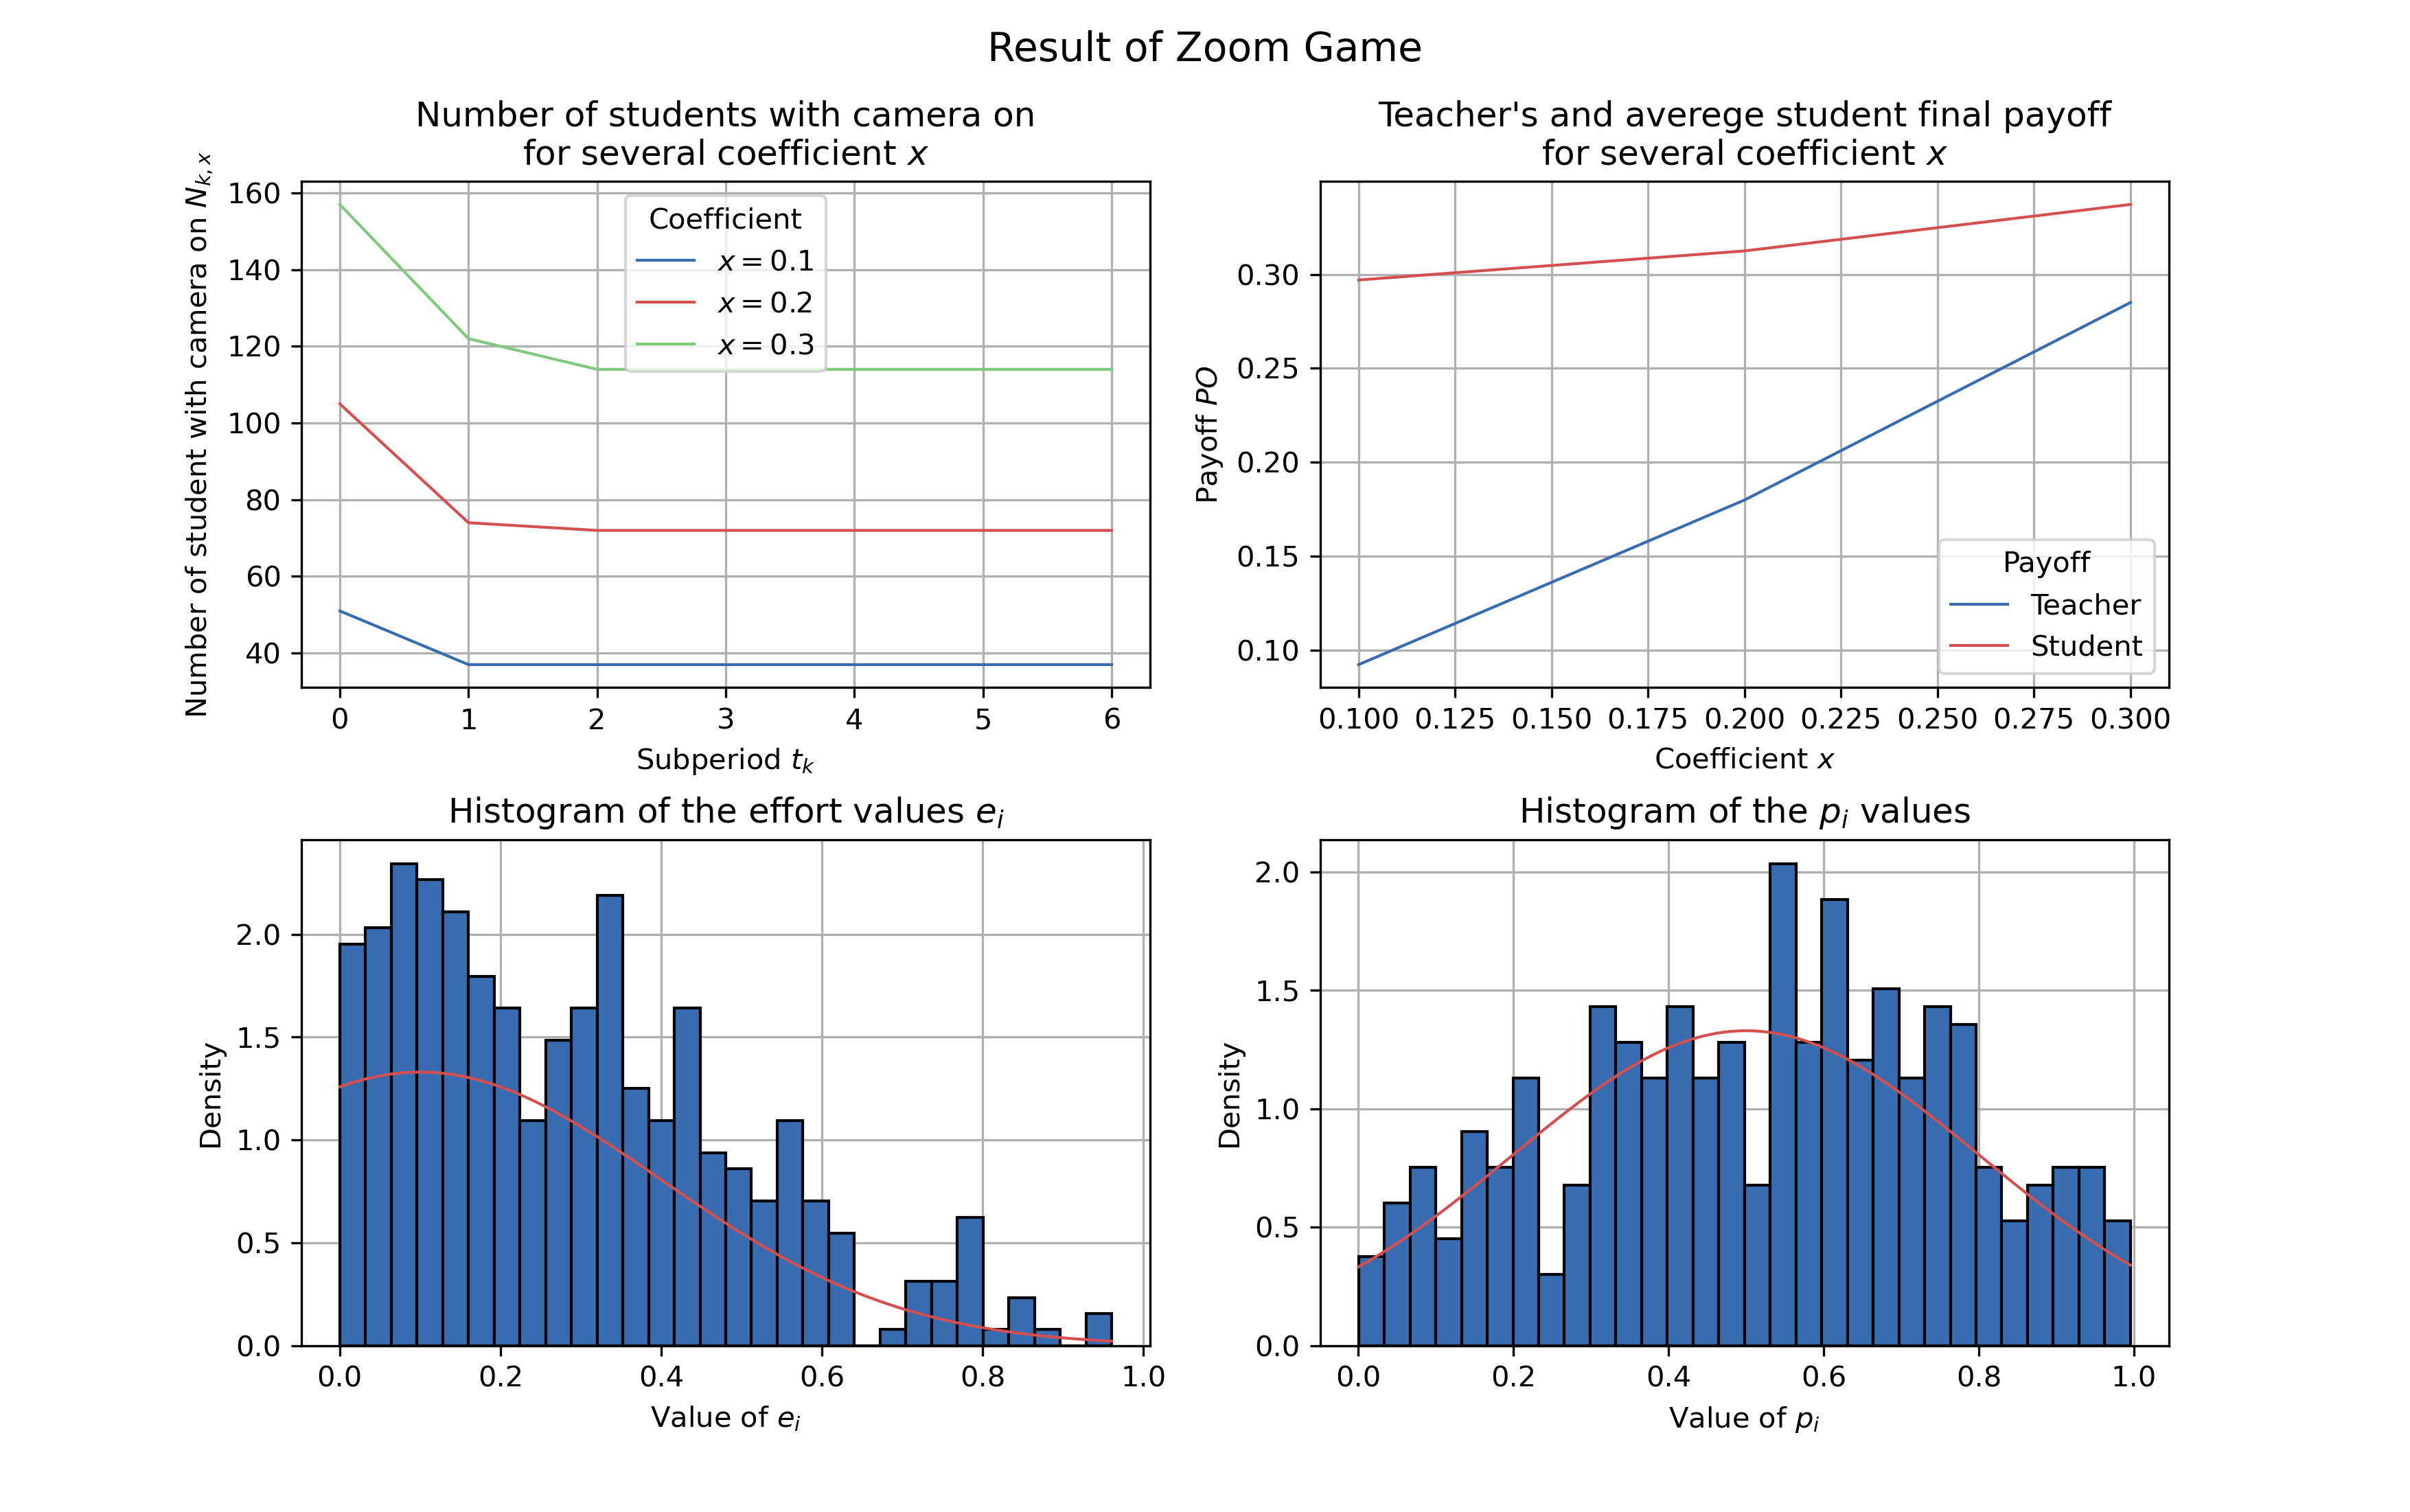 Result of Zoom Game
Number of students with camera on
for several coefficient x
Number of student with camera on N_{k,x}
160
140
120
100
80
60
40
Coefficient
x = 0.1
x = 0.2
x = 0.3
0 1 2 3 4 5 6
Subperiod t_k
Teacher's and averege student final payoff
for several coefficient x
Payoff PO
0.30
0.25
0.20
0.15
0.10
Payoff
Teacher
Student
0.100 0.125 0.150 0.175 0.200 0.225 0.250 0.275 0.300
Coefficient x
Histogram of the effort values e_i
Density
2.0
1.5
1.0
0.5
0.0
0.0 0.2 0.4 0.6 0.8 1.0
Value of e_i
Histogram of the p_i values
Density
2.0
1.5
1.0
0.5
0.0
0.0 0.2 0.4 0.6 0.8 1.0
Value of p_i